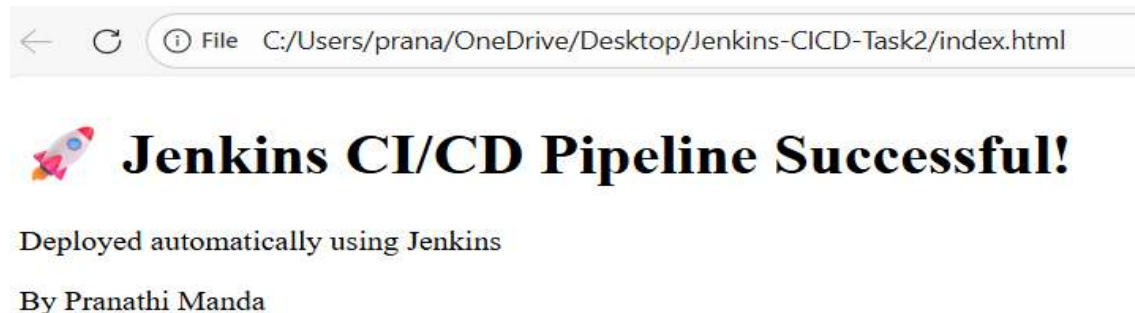 File C:/Users/prana/OneDrive/Desktop/Jenkins-CICD-Task2/index.html
🚀 Jenkins CI/CD Pipeline Successful!
Deployed automatically using Jenkins
By Pranathi Manda